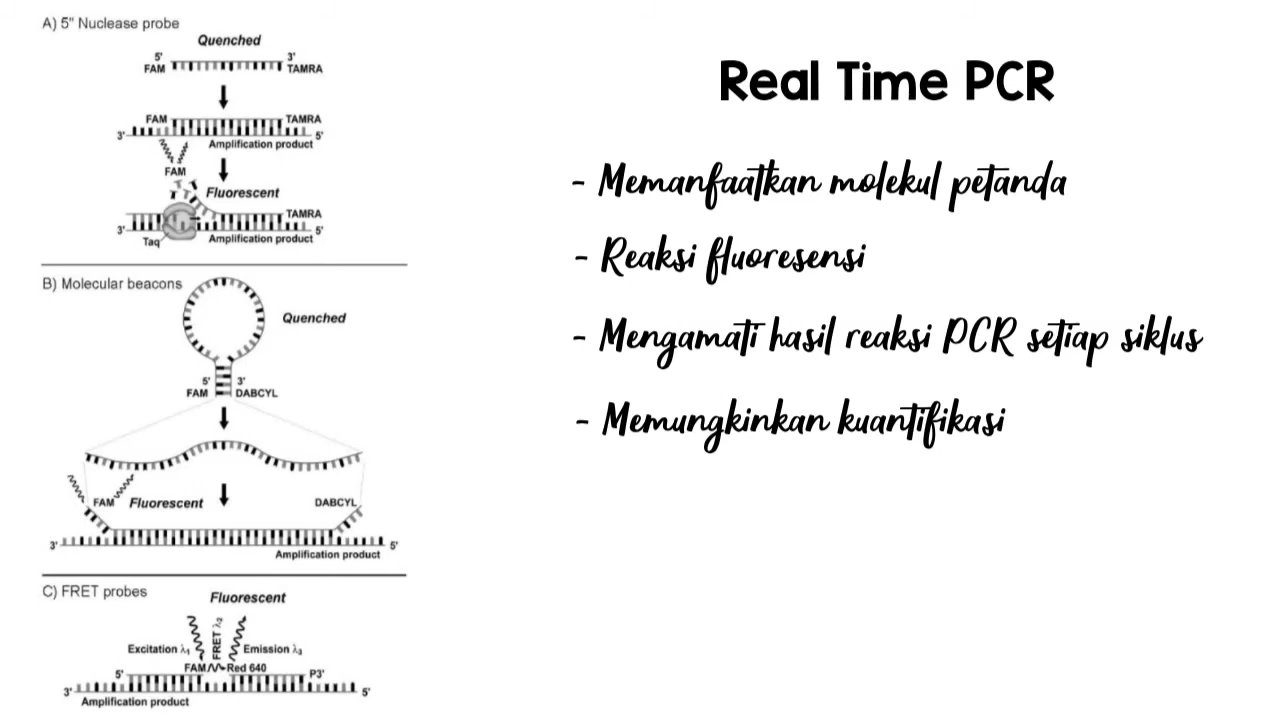 A) 5" Nuclease probe
Quenched
5' 3'
FAM TAMRA
FAM TAMRA
3' 5'
Amplification product
FAM
Fluorescent
TAMRA
3' 5'
Taq Amplification product
B) Molecular beacons
Quenched
5' 3'
FAM DABCYL
FAM Fluorescent DABCYL
3' 5'
Amplification product
C) FRET probes
Fluorescent
FRET λ2
Excitation λ1 Emission λ3
FAM Red 640
5' P3'
3' 5'
Amplification product
Real Time PCR
- Memanfaatkan molekul petanda
- Reaksi fluoresensi
- Mengamati hasil reaksi PCR setiap siklus
- Memungkinkan kuantifikasi